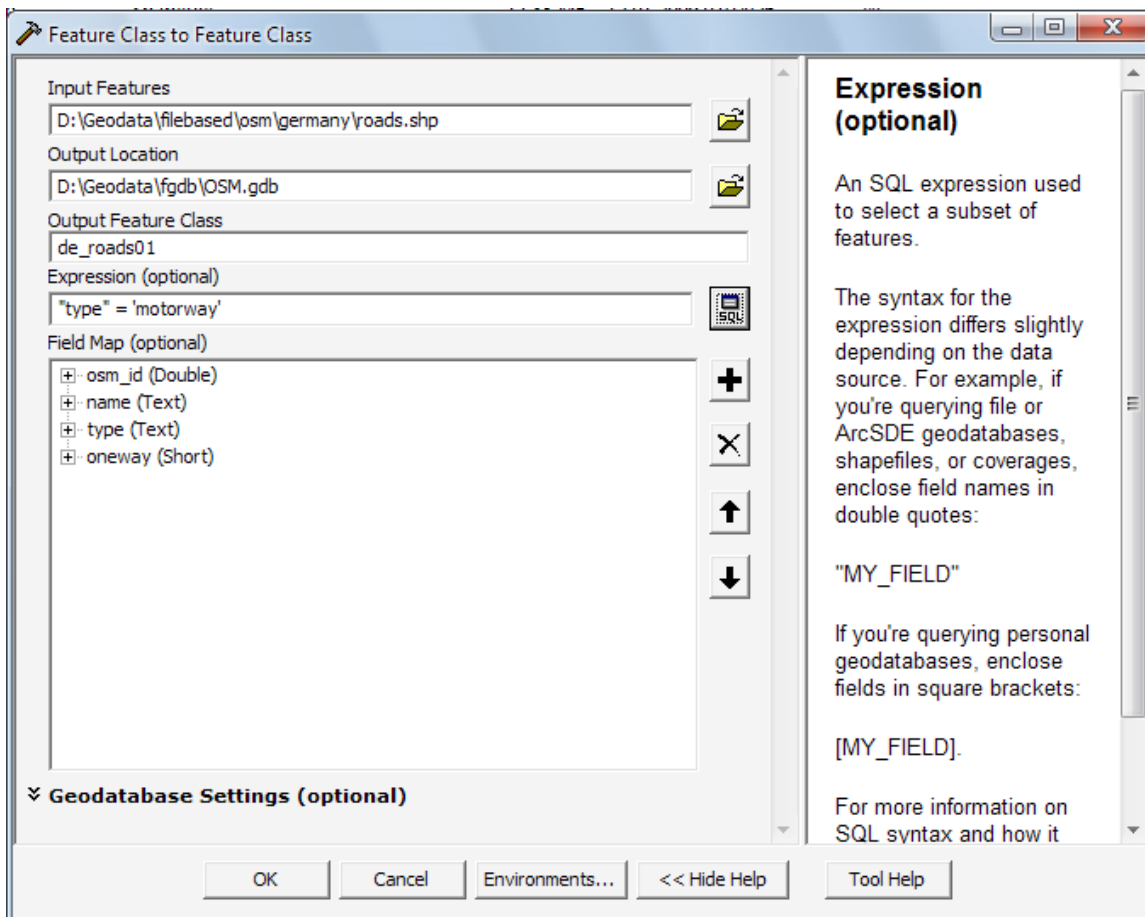 Feature Class to Feature Class
Input Features
D:\Geodata\filebased\osm\germany\roads.shp
Output Location
D:\Geodata\fgdb\OSM.gdb
Output Feature Class
de_roads01
Expression (optional)
"type" = 'motorway'
SQL
Field Map (optional)
osm_id (Double)
name (Text)
type (Text)
oneway (Short)
Geodatabase Settings (optional)
Expression
(optional)
An SQL expression used
to select a subset of
features.
The syntax for the
expression differs slightly
depending on the data
source. For example, if
you're querying file or
ArcSDE geodatabases,
shapefiles, or coverages,
enclose field names in
double quotes:
"MY_FIELD"
If you're querying personal
geodatabases, enclose
fields in square brackets:
[MY_FIELD].
For more information on
SQL syntax and how it
OK
Cancel
Environments...
<< Hide Help
Tool Help